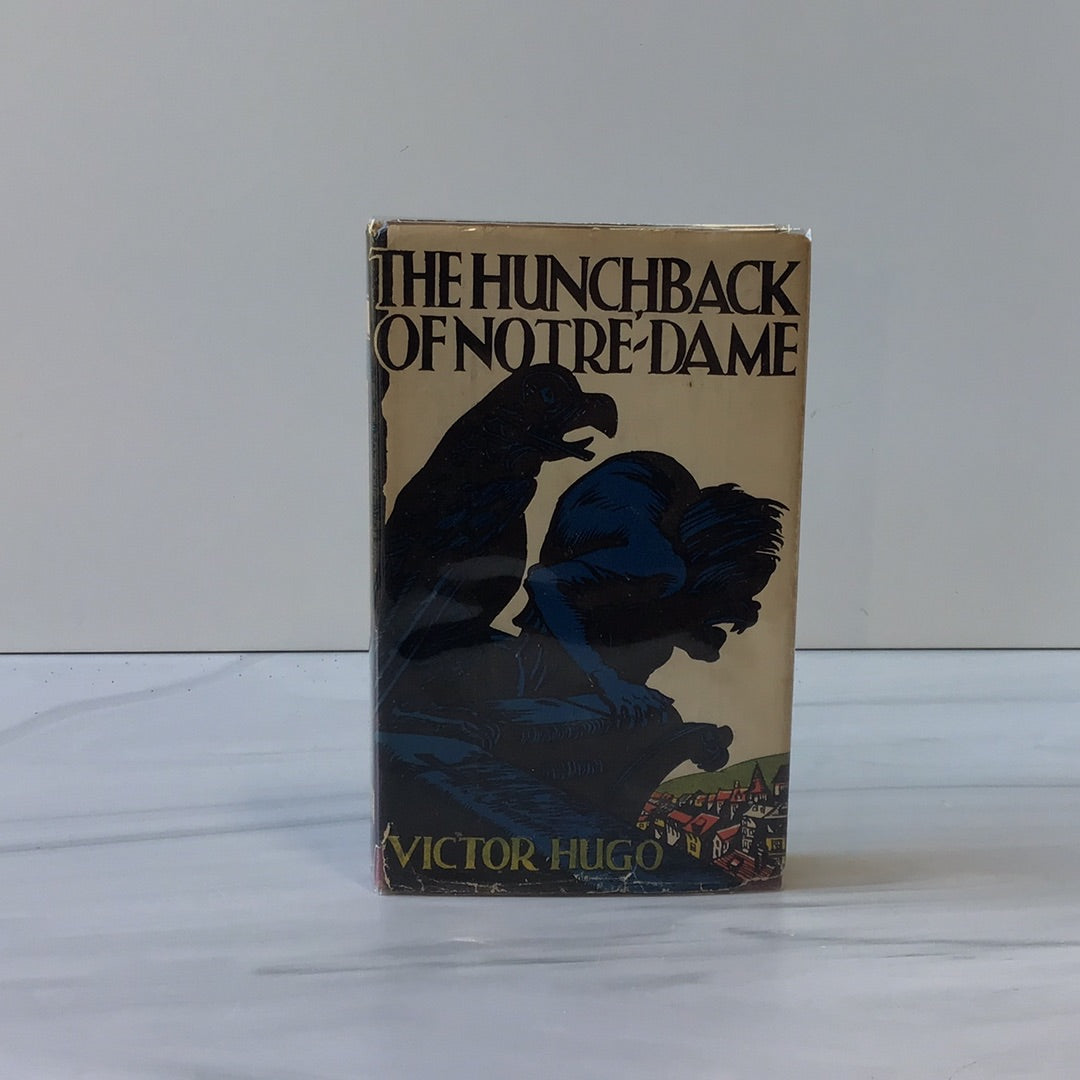 THE HUNCHBACK
OF NOTRE-DAME
VICTOR HUGO